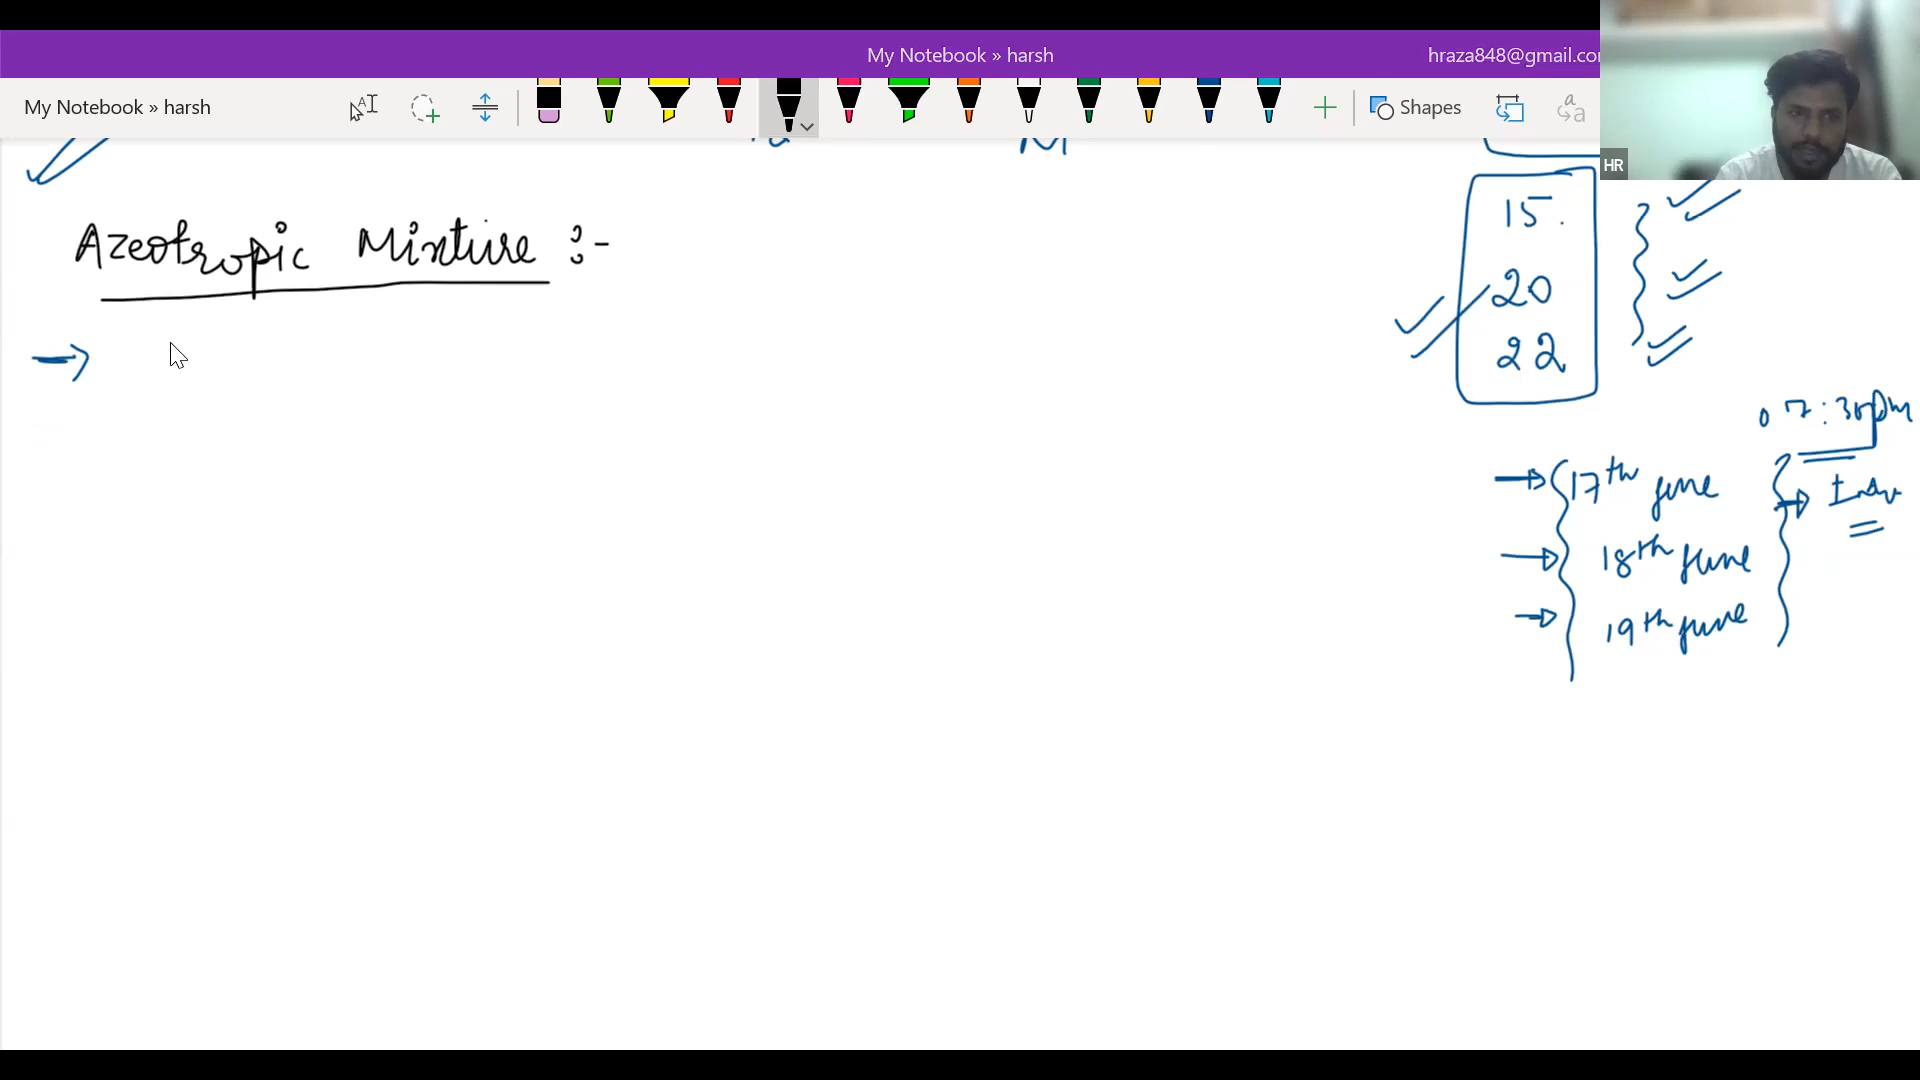 My Notebook » harsh
hraza848@gmail.co
My Notebook » harsh
Shapes
HR
Azeotropic Mixture :-
15.
20
22
07:30pm
17th June
18th June
19th June